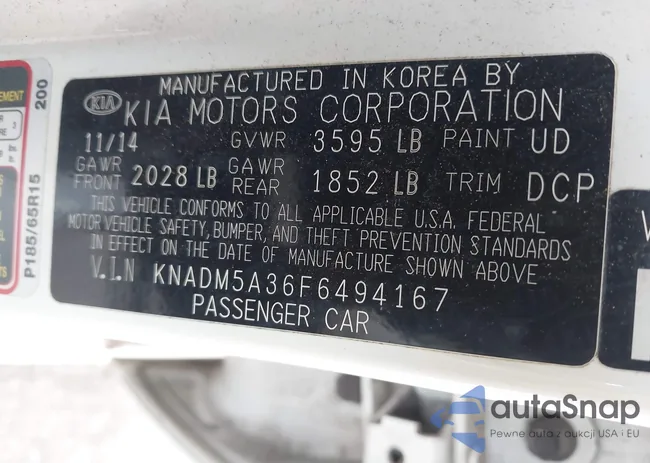 MANUFACTURED IN KOREA BY
KIA KIA MOTORS CORPORATION
11/14 GVWR 3595 LB PAINT UD
GAWR FRONT 2028 LB GAWR REAR 1852 LB TRIM DCP
THIS VEHICLE CONFORMS TO ALL APPLICABLE U.S.A. FEDERAL
MOTOR VEHICLE SAFETY, BUMPER, AND THEFT PREVENTION STANDARDS
IN EFFECT ON THE DATE OF MANUFACTURE SHOWN ABOVE
V.I.N KNADM5A36F6494167
PASSENGER CAR
200
P185/65R15
autaSnap
Pewne auta z aukcji USA i EU